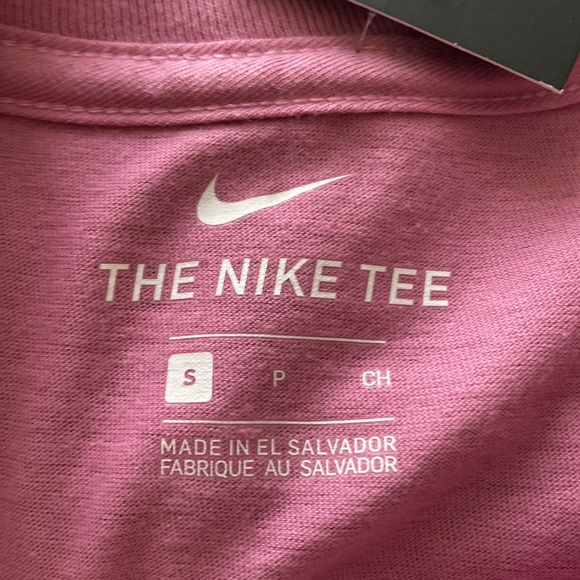 THE NIKE TEE
S P CH
MADE IN EL SALVADOR
FABRIQUE AU SALVADOR